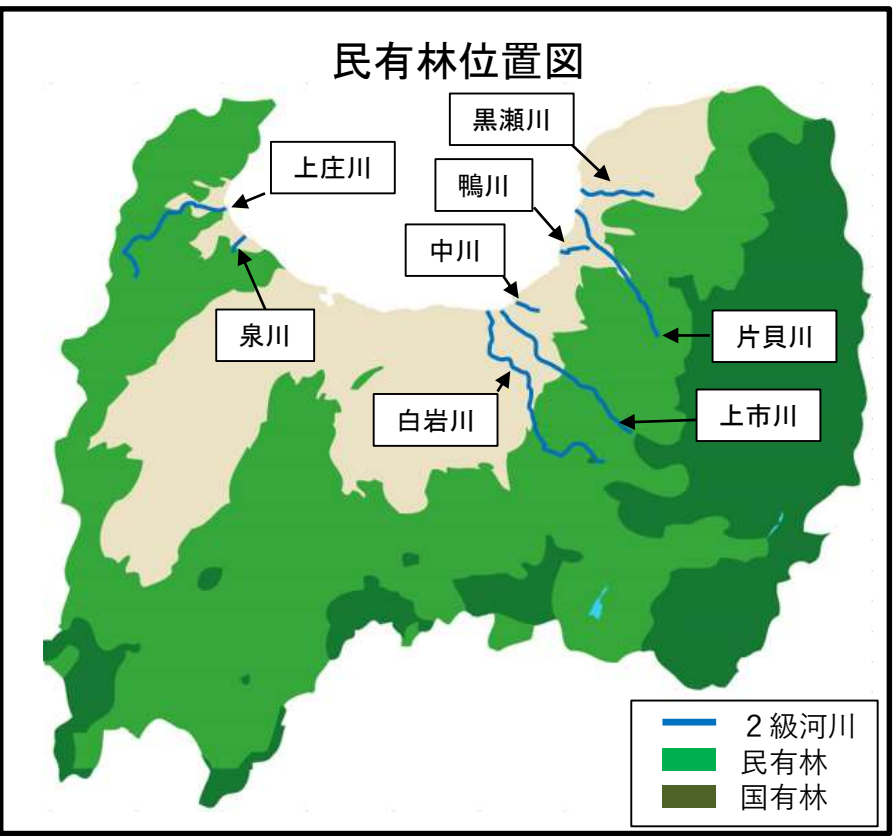 民有林位置図
黒瀬川
上庄川
鴨川
中川
泉川
片貝川
白岩川
上市川
２級河川
民有林
国有林